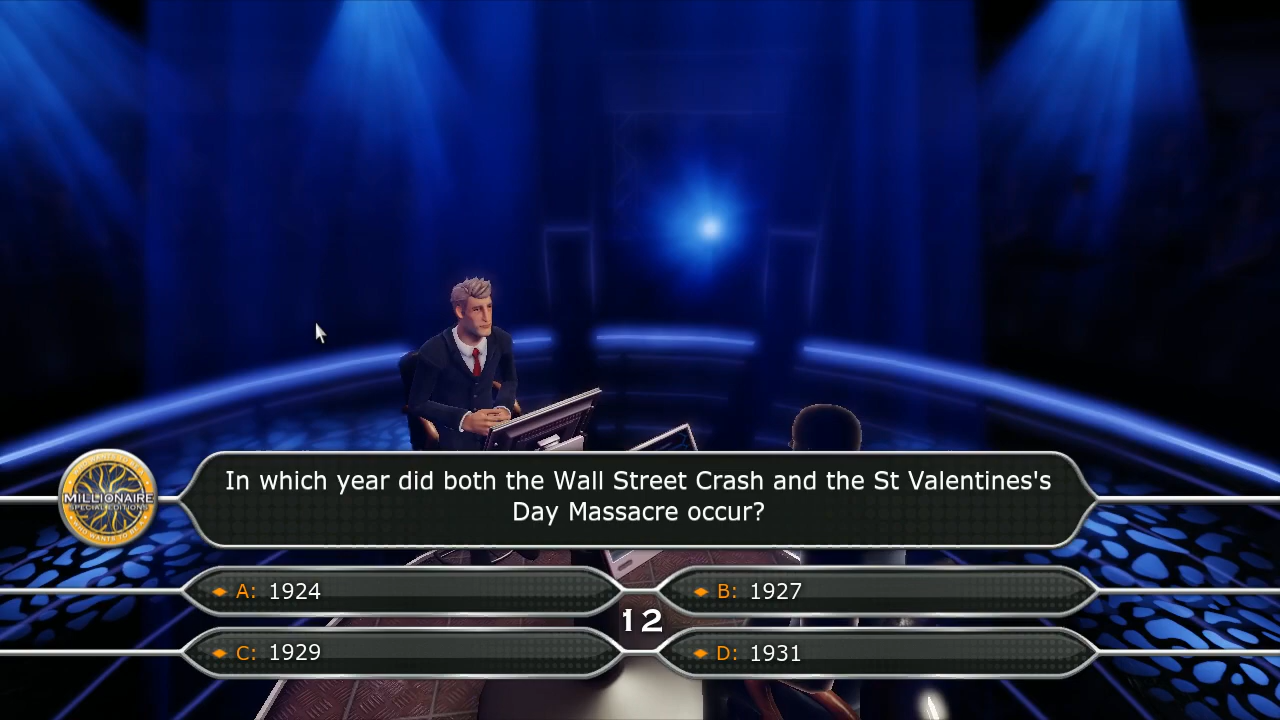 In which year did both the Wall Street Crash and the St Valentines's
Day Massacre occur?
MILLIONAIRE
SPECIAL EDITIONS
A: 1924
B: 1927
12
C: 1929
D: 1931